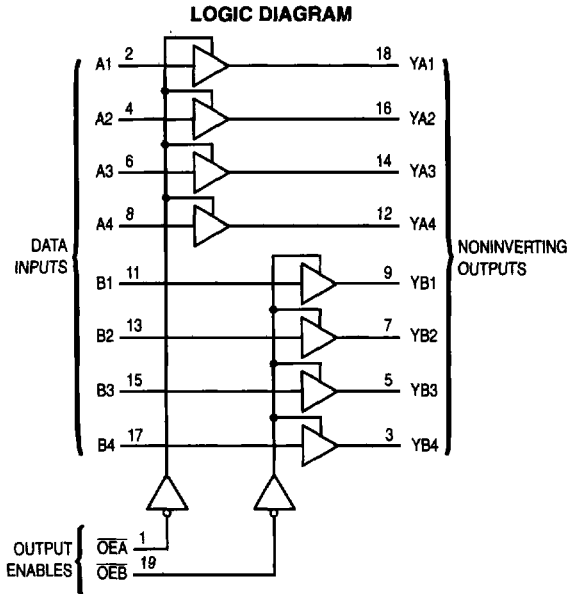 LOGIC DIAGRAM
A1 2 18 YA1
A2 4 16 YA2
A3 6 14 YA3
A4 8 12 YA4
DATA
INPUTS
NONINVERTING
OUTPUTS
B1 11 9 YB1
B2 13 7 YB2
B3 15 5 YB3
B4 17 3 YB4
OUTPUT
ENABLES
O̅E̅A̅ 1
O̅E̅B̅ 19